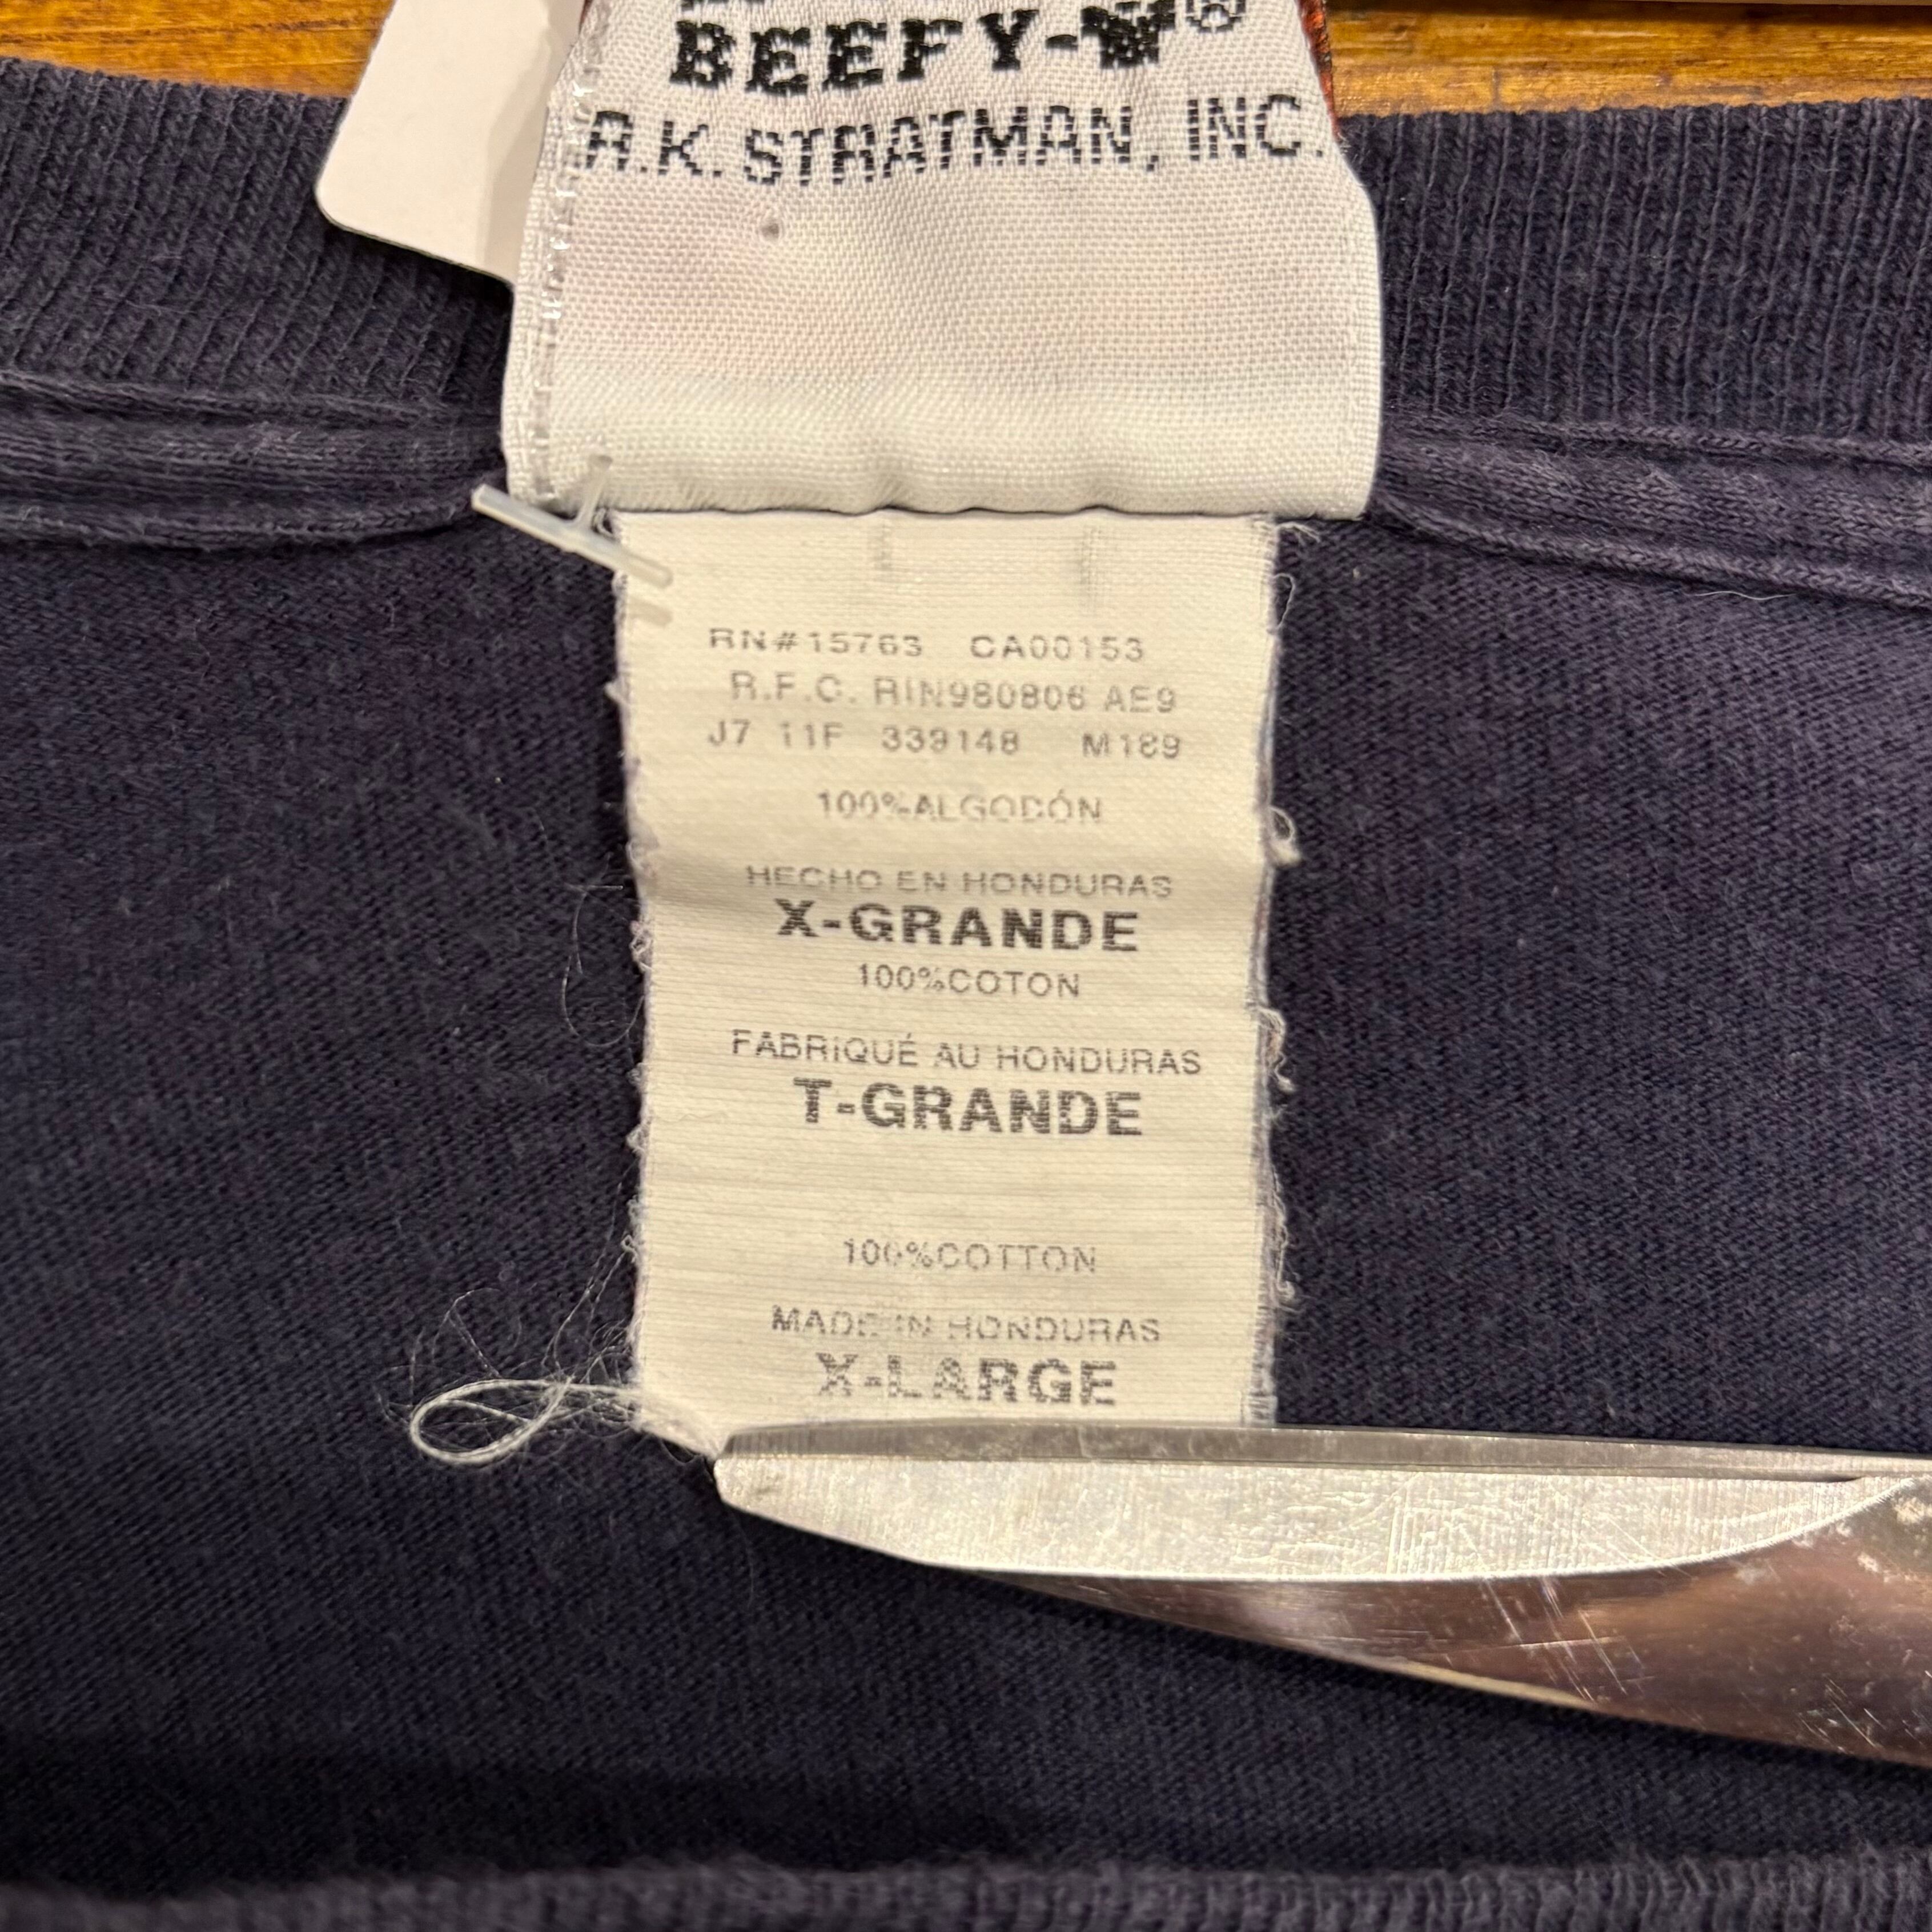 BEEFY-T®
R.K. STRATMAN, INC.
RN#15763 CA00153
R.F.C. RIN980806 AE9
J7 11F 339148 M189
100%ALGODÓN
HECHO EN HONDURAS
X-GRANDE
100%COTON
FABRIQUÉ AU HONDURAS
T-GRANDE
100%COTTON
MADE IN HONDURAS
X-LARGE